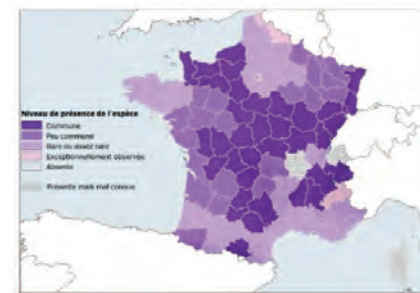 Niveau de présence de l'espèce
Commune
Peu commune
Rare ou assez rare
Exceptionnellement observée
Absente
Présente mais mal connue